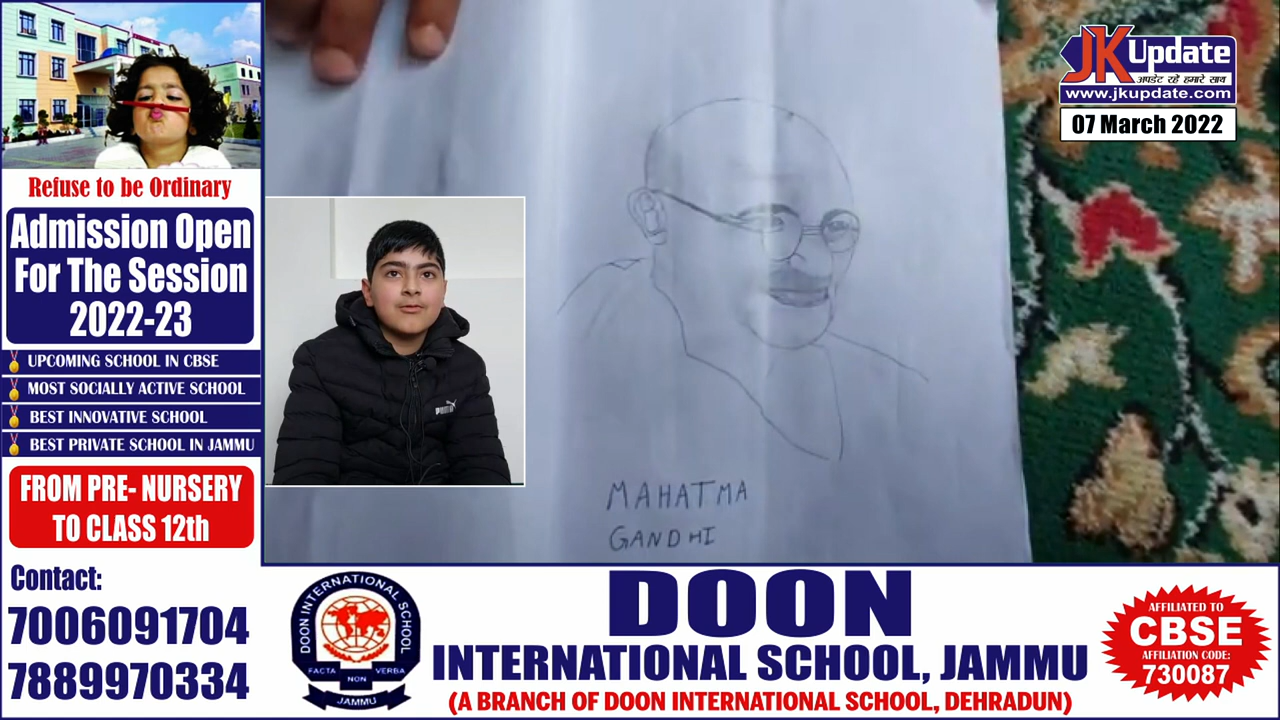 Refuse to be Ordinary
Admission Open
For The Session
2022-23
UPCOMING SCHOOL IN CBSE
MOST SOCIALLY ACTIVE SCHOOL
BEST INNOVATIVE SCHOOL
BEST PRIVATE SCHOOL IN JAMMU
FROM PRE- NURSERY
TO CLASS 12th
Contact:
7006091704
7889970334
JK Update
अपडेट रहें हमारे साथ
www.jkupdate.com
07 March 2022
PUMA
MAHATMA
GANDHI
DOON INTERNATIONAL SCHOOL
FACTA NON VERBA
JAMMU
DOON
INTERNATIONAL SCHOOL, JAMMU
(A BRANCH OF DOON INTERNATIONAL SCHOOL, DEHRADUN)
AFFILIATED TO
CBSE
AFFILIATION CODE:
730087